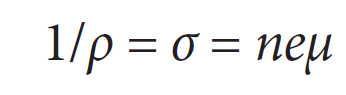 1/ρ = σ = neμ